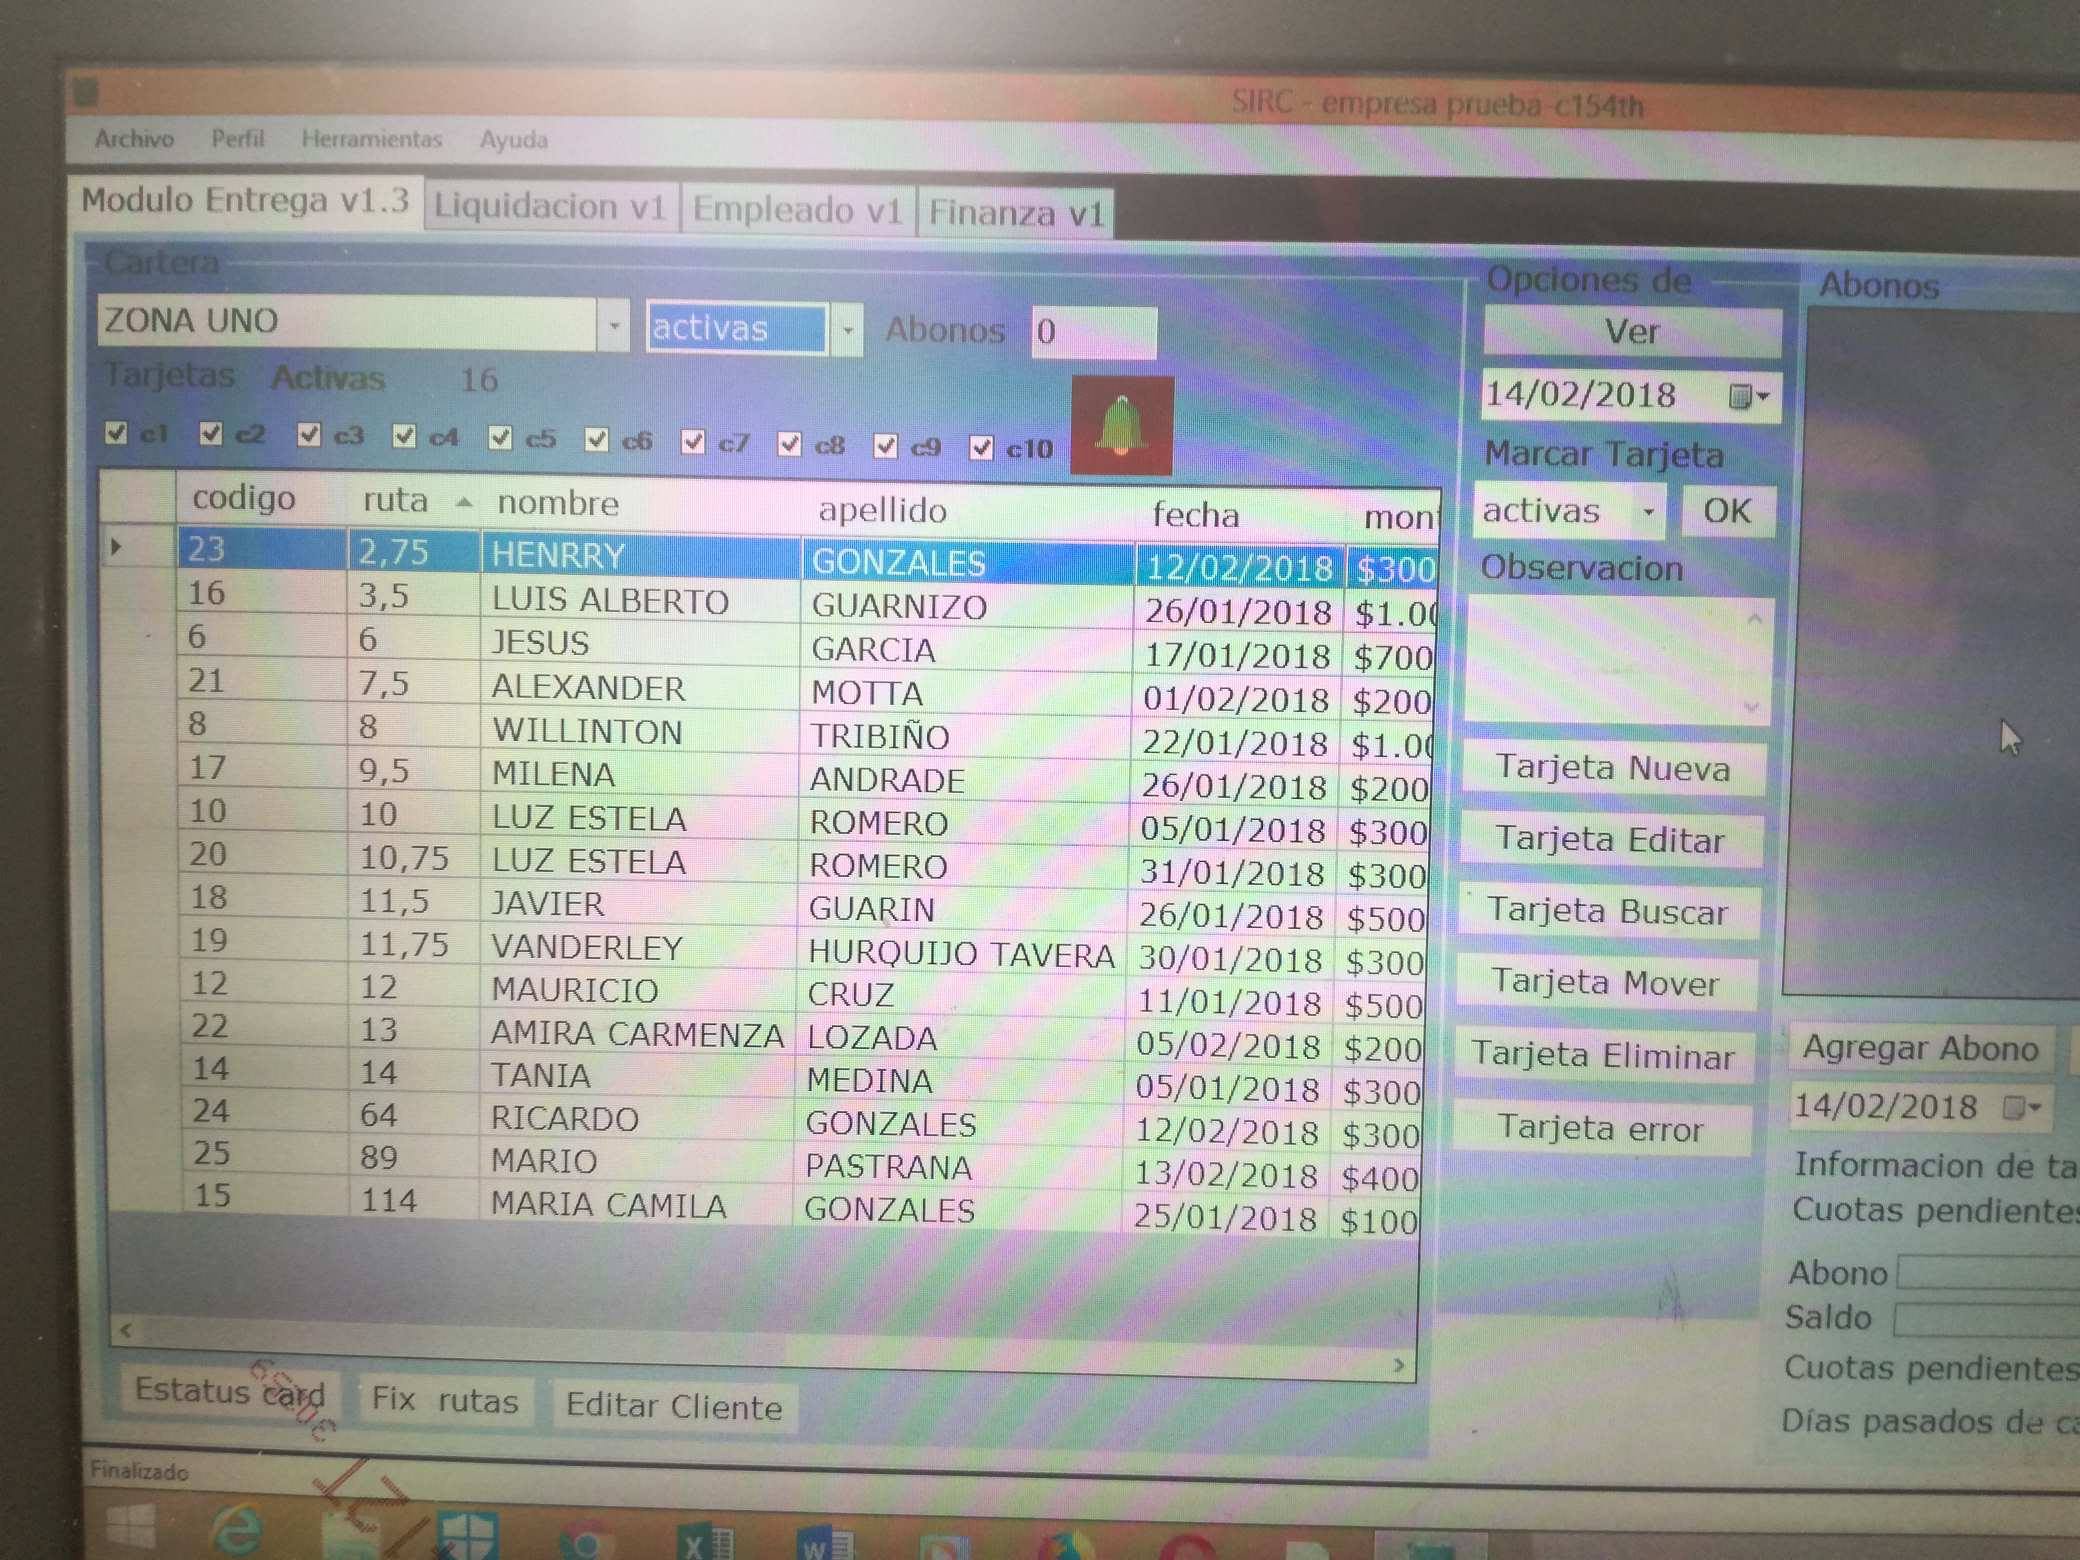 SIRC - empresa prueba-c154th
Archivo Perfil Herramientas Ayuda
Modulo Entrega v1.3 Liquidacion v1 Empleado v1 Finanza v1
Cartera
ZONA UNO activas Abonos 0
Tarjetas Activas 16
c1 c2 c3 c4 c5 c6 c7 c8 c9 c10
codigo ruta nombre apellido fecha mont
23 2,75 HENRRY GONZALES 12/02/2018 $300
16 3,5 LUIS ALBERTO GUARNIZO 26/01/2018 $1.00
6 6 JESUS GARCIA 17/01/2018 $700
21 7,5 ALEXANDER MOTTA 01/02/2018 $200
8 8 WILLINTON TRIBIÑO 22/01/2018 $1.00
17 9,5 MILENA ANDRADE 26/01/2018 $200
10 10 LUZ ESTELA ROMERO 05/01/2018 $300
20 10,75 LUZ ESTELA ROMERO 31/01/2018 $300
18 11,5 JAVIER GUARIN 26/01/2018 $500
19 11,75 VANDERLEY HURQUIJO TAVERA 30/01/2018 $300
12 12 MAURICIO CRUZ 11/01/2018 $500
22 13 AMIRA CARMENZA LOZADA 05/02/2018 $200
14 14 TANIA MEDINA 05/01/2018 $300
24 64 RICARDO GONZALES 12/02/2018 $300
25 89 MARIO PASTRANA 13/02/2018 $400
15 114 MARIA CAMILA GONZALES 25/01/2018 $100
Estatus card Fix rutas Editar Cliente
Finalizado
Opciones de
Ver
14/02/2018
Marcar Tarjeta
activas OK
Observacion
Tarjeta Nueva
Tarjeta Editar
Tarjeta Buscar
Tarjeta Mover
Tarjeta Eliminar
Tarjeta error
Abonos
Agregar Abono
14/02/2018
Informacion de ta
Cuotas pendientes
Abono
Saldo
Cuotas pendientes
Días pasados de ca